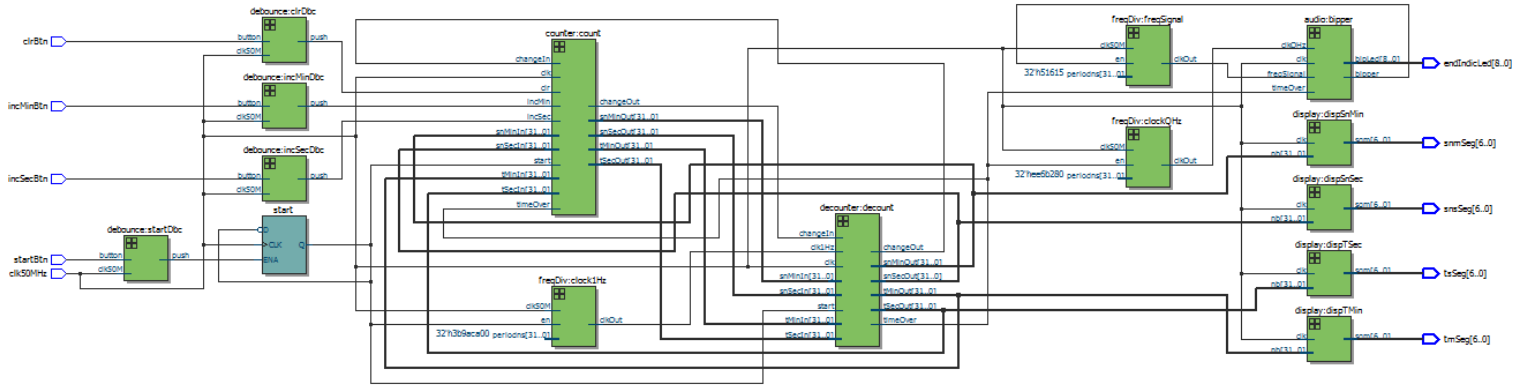 debounce:clrDbc
clrBtn
button
push
clk50M
debounce:incMinDbc
incMinBtn
button
push
clk50M
debounce:incSecDbc
incSecBtn
button
push
clk50M
start
D
CLK
Q
ENA
debounce:startDbc
startBtn
button
push
clk50MHz
clk50M
counter:count
changeIn
clk
clr
incMin
incSec
snMinIn[31..0]
snSecIn[31..0]
start
tMinIn[31..0]
tSecIn[31..0]
timeOver
changeOut
snMinOut[31..0]
snSecOut[31..0]
tMinOut[31..0]
tSecOut[31..0]
freqDiv:clock1Hz
clk50M
en
32'h3b9aca00 periodns[31..0]
clkOut
decounter:decount
changeIn
clk1Hz
clk
snMinIn[31..0]
snSecIn[31..0]
start
tMinIn[31..0]
tSecIn[31..0]
changeOut
snMinOut[31..0]
snSecOut[31..0]
tMinOut[31..0]
tSecOut[31..0]
timeOver
freqDiv:freqSignal
clk50M
en
32'h51615 periodns[31..0]
clkOut
freqDiv:clockQHz
clk50M
en
32'hee6b280 periodns[31..0]
clkOut
audio:bipper
clkQHz
clk
freqSignal
timeOver
bipLed[8..0]
bipper
endIndicLed[8..0]
display:dispSnMin
clk
nb[31..0]
sgm[6..0]
snmSeg[6..0]
display:dispSnSec
clk
nb[31..0]
sgm[6..0]
snsSeg[6..0]
display:dispTSec
clk
nb[31..0]
sgm[6..0]
tsSeg[6..0]
display:dispTMin
clk
nb[31..0]
sgm[6..0]
tmSeg[6..0]